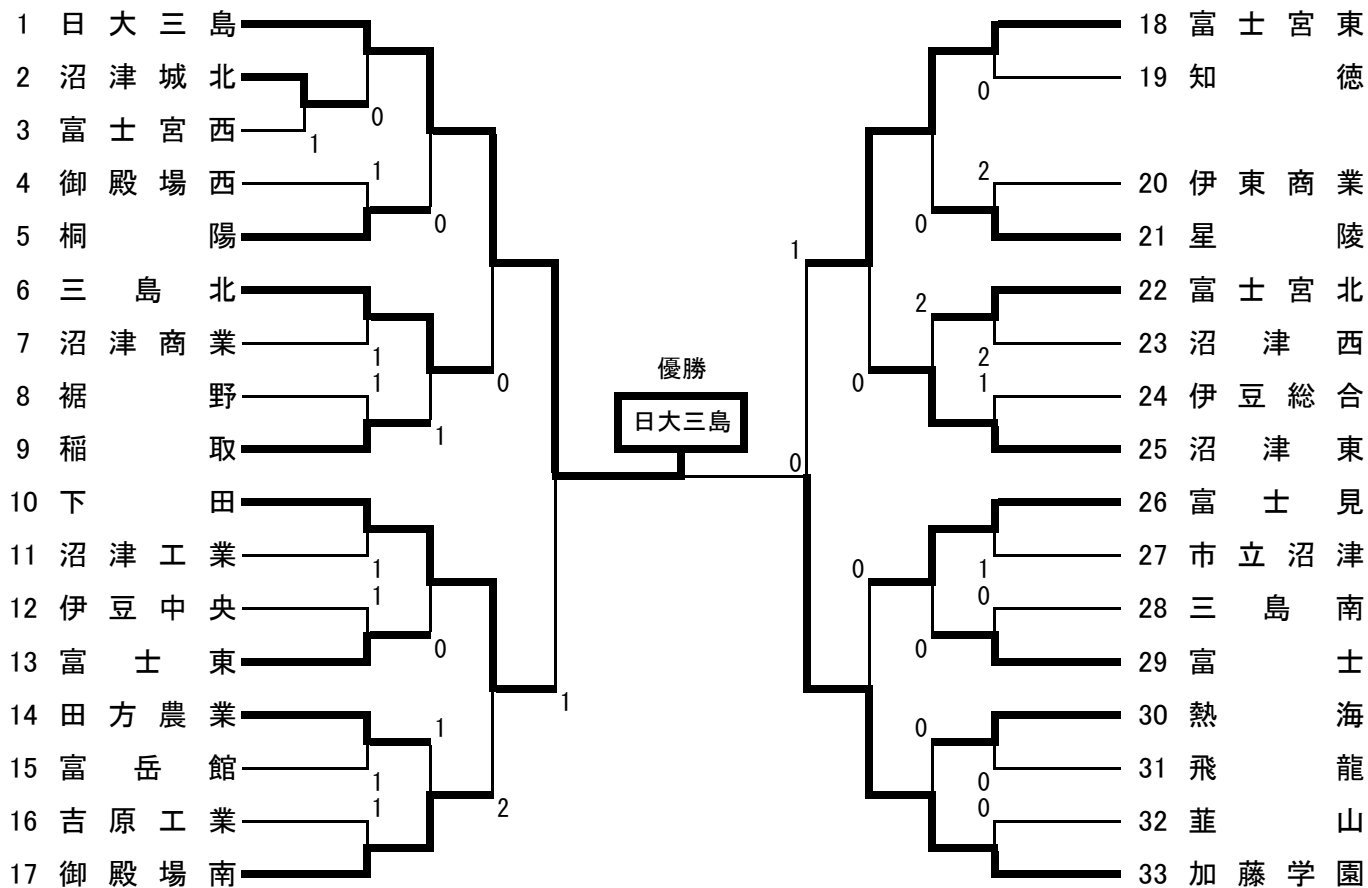 1 日大三島 18 富士宮東
2 沼津城北 19 知徳
0
0
3 富士宮西
1
4 御殿場西 1 2 20 伊東商業
5 桐陽 0 0 21 星陵
1
6 三島北 2 22 富士宮北
7 沼津商業 1 2 23 沼津西
優勝
8 裾野 1 0 0 1 24 伊豆総合
日大三島
9 稲取 1 0 25 沼津東
10 下田 26 富士見
11 沼津工業 1 0 1 27 市立沼津
12 伊豆中央 1 0 28 三島南
13 富士東 0 0 29 富士
1
14 田方農業 1 0 30 熱海
15 富岳館 1 0 31 飛龍
16 吉原工業 1 2 0 32 韮山
17 御殿場南 33 加藤学園